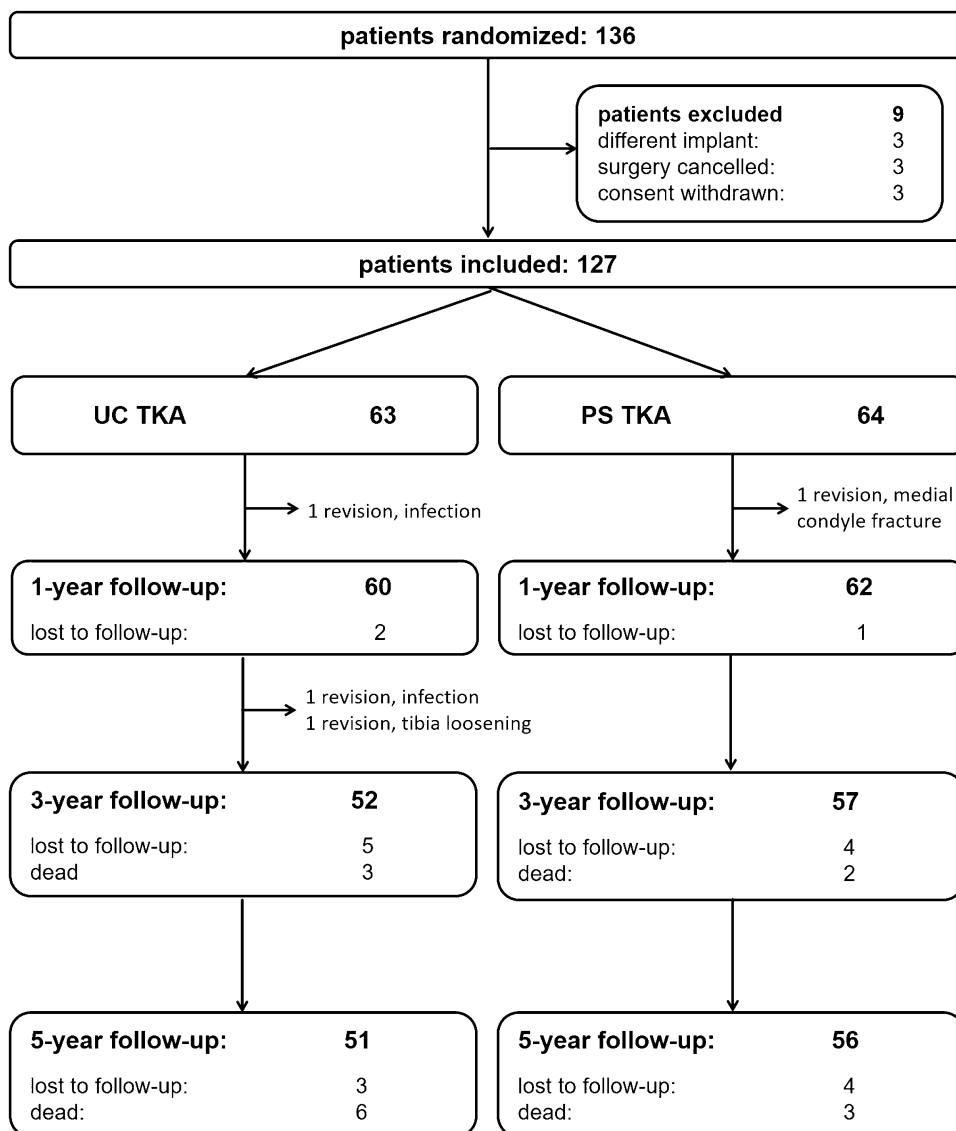 patients randomized: 136
patients excluded 9
different implant: 3
surgery cancelled: 3
consent withdrawn: 3
patients included: 127
UC TKA 63
PS TKA 64
1 revision, infection
1 revision, medial
condyle fracture
1-year follow-up: 60
lost to follow-up: 2
1-year follow-up: 62
lost to follow-up: 1
1 revision, infection
1 revision, tibia loosening
3-year follow-up: 52
lost to follow-up: 5
dead 3
3-year follow-up: 57
lost to follow-up: 4
dead: 2
5-year follow-up: 51
lost to follow-up: 3
dead: 6
5-year follow-up: 56
lost to follow-up: 4
dead: 3